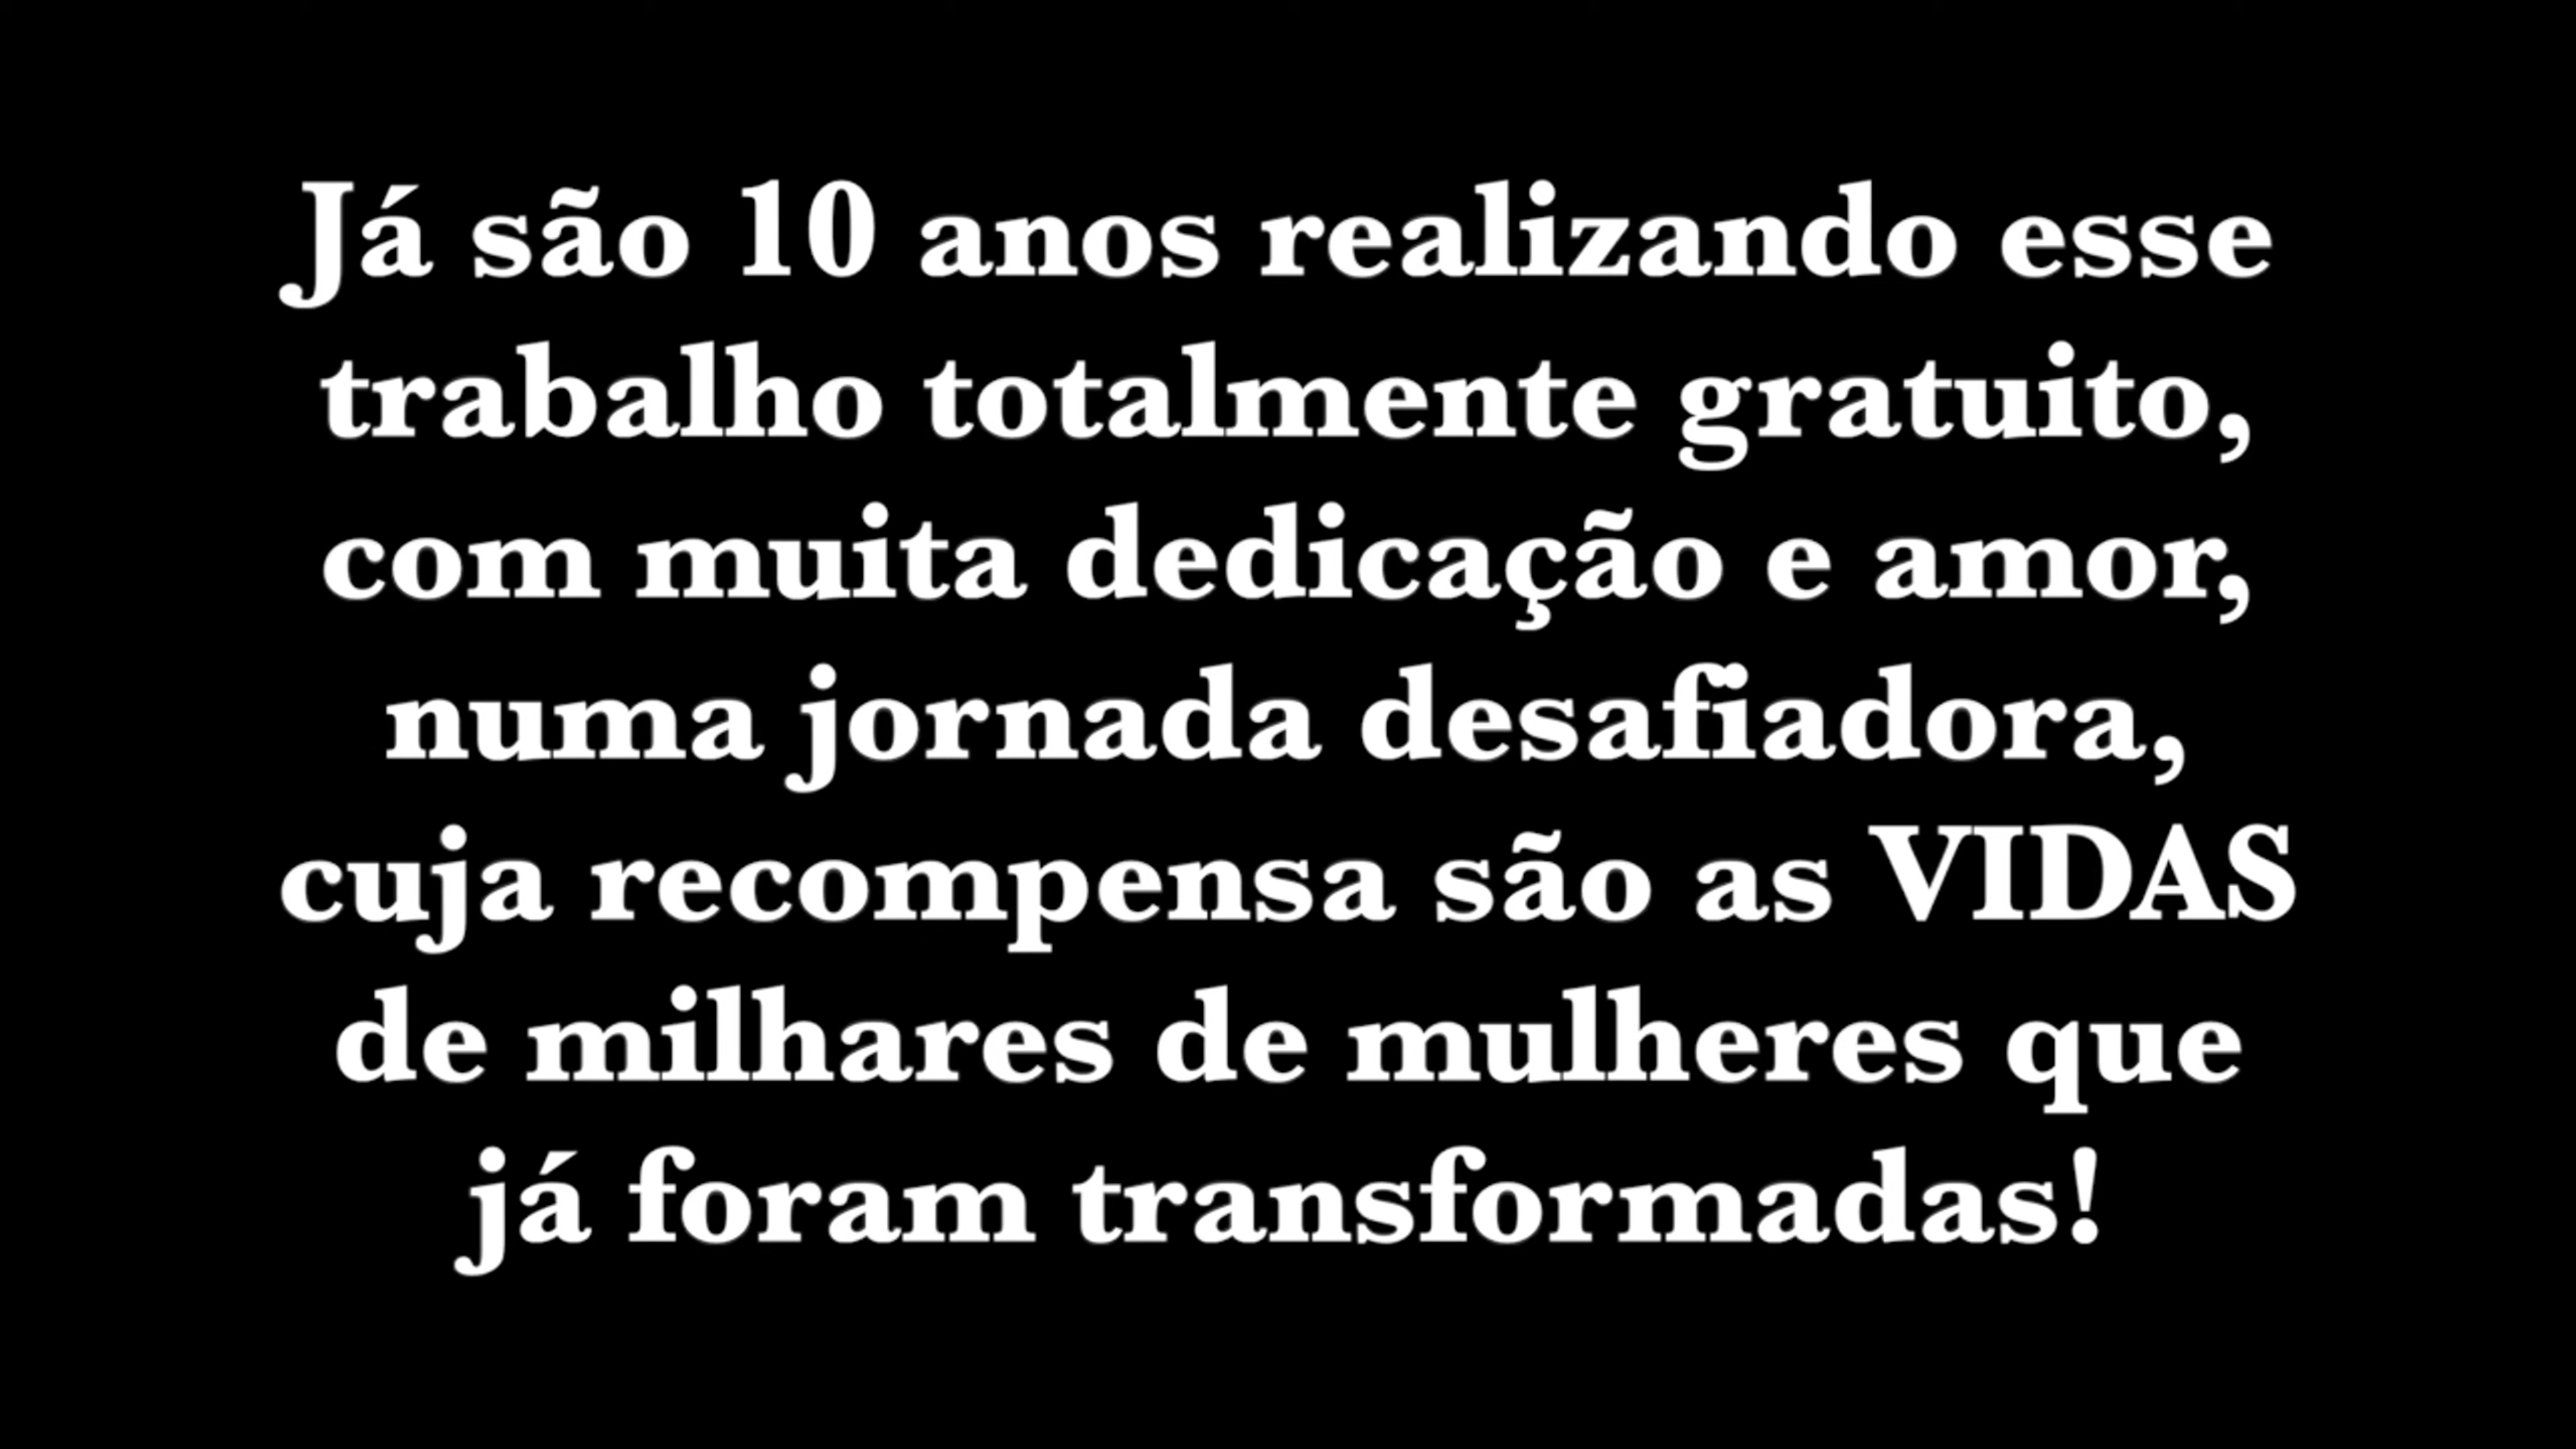 Já são 10 anos realizando esse
trabalho totalmente gratuito,
com muita dedicação e amor,
numa jornada desafiadora,
cuja recompensa são as VIDAS
de milhares de mulheres que
já foram transformadas!